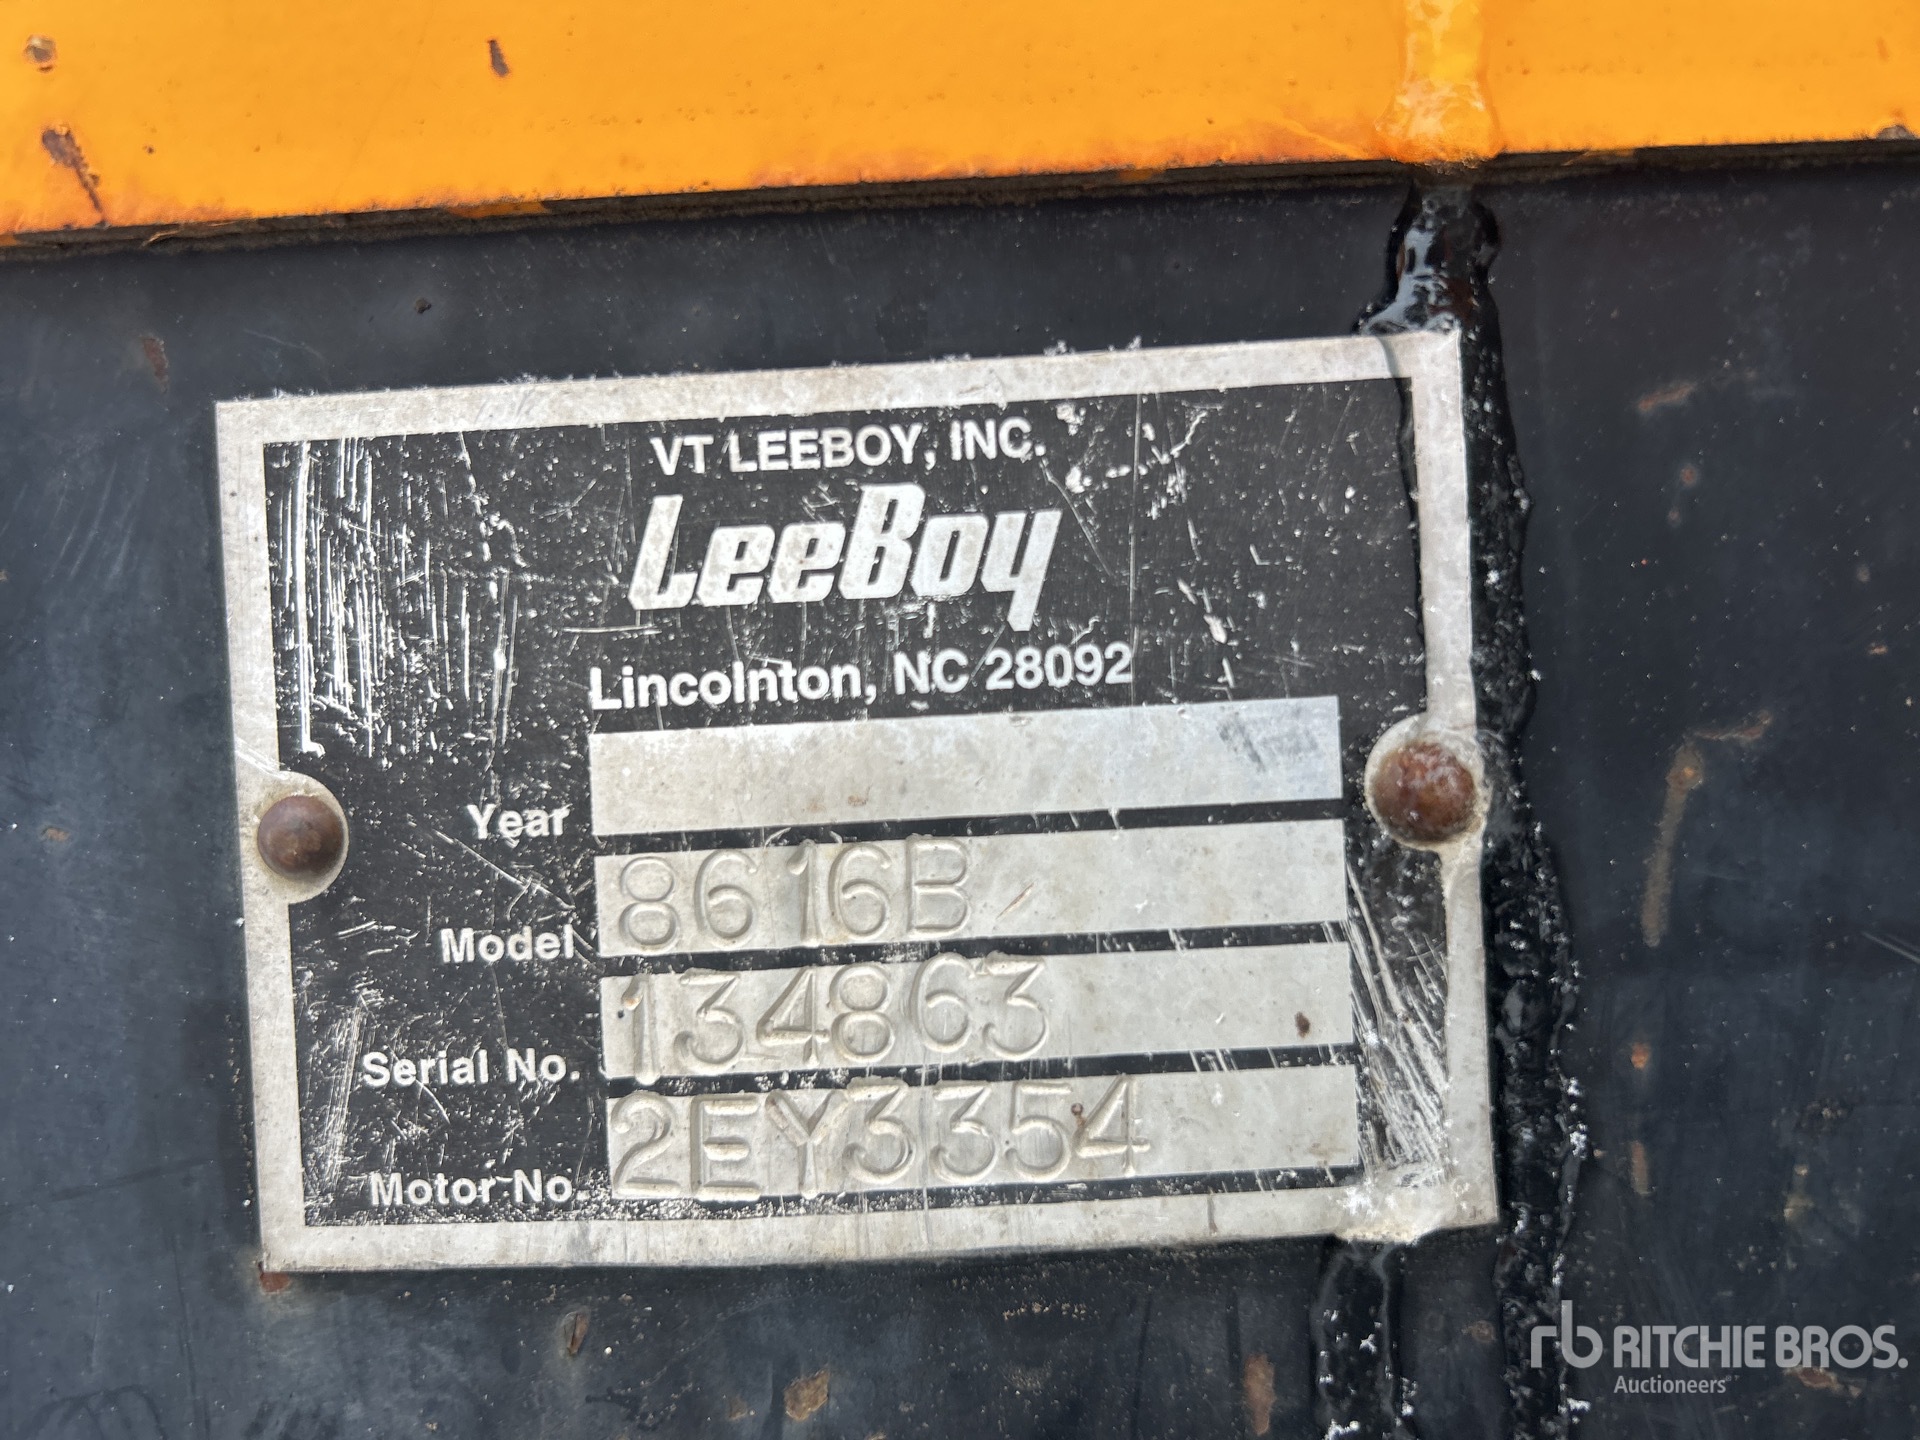 VT LEEBOY, INC.
LeeBoy
Lincolnton, NC 28092
Year
Model 8616B
Serial No. 134863
Motor No. 2EY3354
rb RITCHIE BROS.
Auctioneers